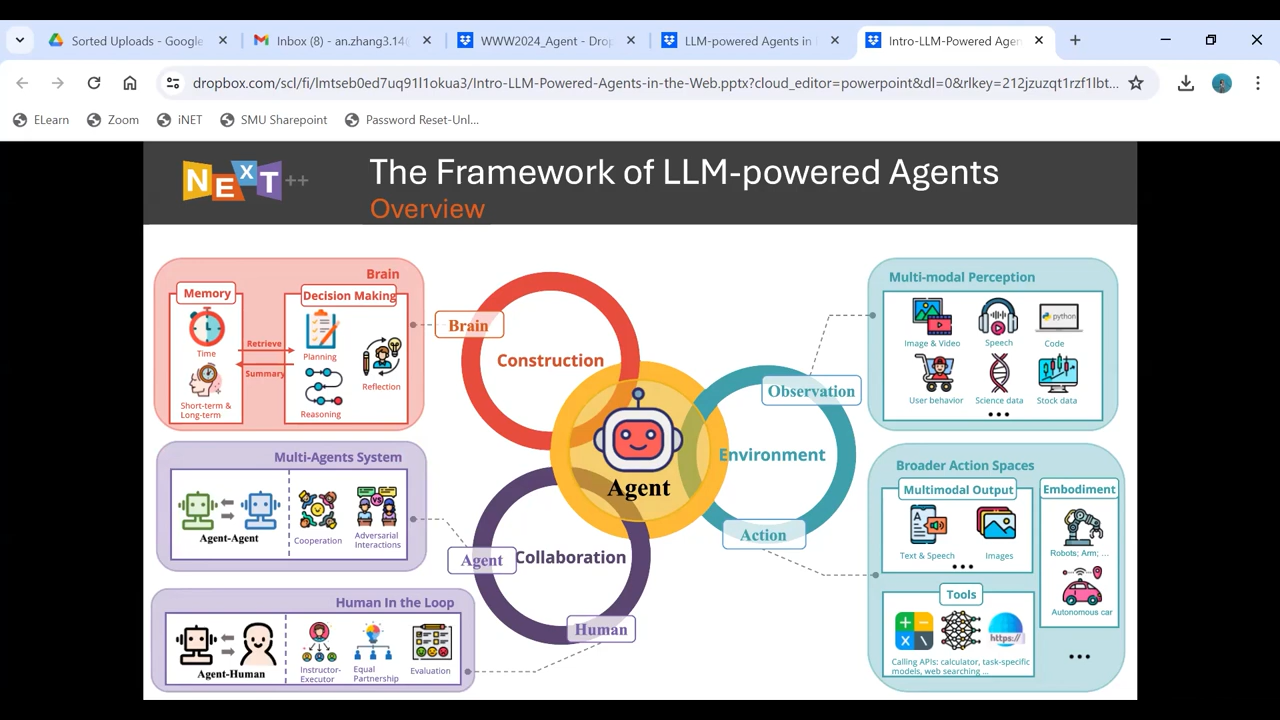 Sorted Uploads - Google
Inbox (8) - an.zhang3.14@
WWW2024_Agent - Drop
LLM-powered Agents in
Intro-LLM-Powered Agen
dropbox.com/scl/fi/lmtseb0ed7uq91l1okua3/Intro-LLM-Powered-Agents-in-the-Web.pptx?cloud_editor=powerpoint&dl=0&rlkey=212jzuzqt1rzf1lbt...
ELearn
Zoom
iNET
SMU Sharepoint
Password Reset-Unl...
NExT++
The Framework of LLM-powered Agents
Overview
Brain
Memory
Time
Short-term &
Long-term
Retrieve
Summary
Decision Making
Planning
Reasoning
Reflection
Multi-Agents System
Agent-Agent
Cooperation
Adversarial
Interactions
VS
Human In the Loop
Agent-Human
Instructor-
Executor
Equal
Partnership
Evaluation
Brain
Construction
Agent
Collaboration
Human
Agent
Environment
Observation
Action
Multi-modal Perception
Image & Video
Speech
python
Code
User behavior
Science data
Stock data
...
Broader Action Spaces
Multimodal Output
Text & Speech
Images
...
Embodiment
Robots; Arm; ...
Autonomous car
...
Tools
https://
Calling APIs: calculator, task-specific
models, web searching ...